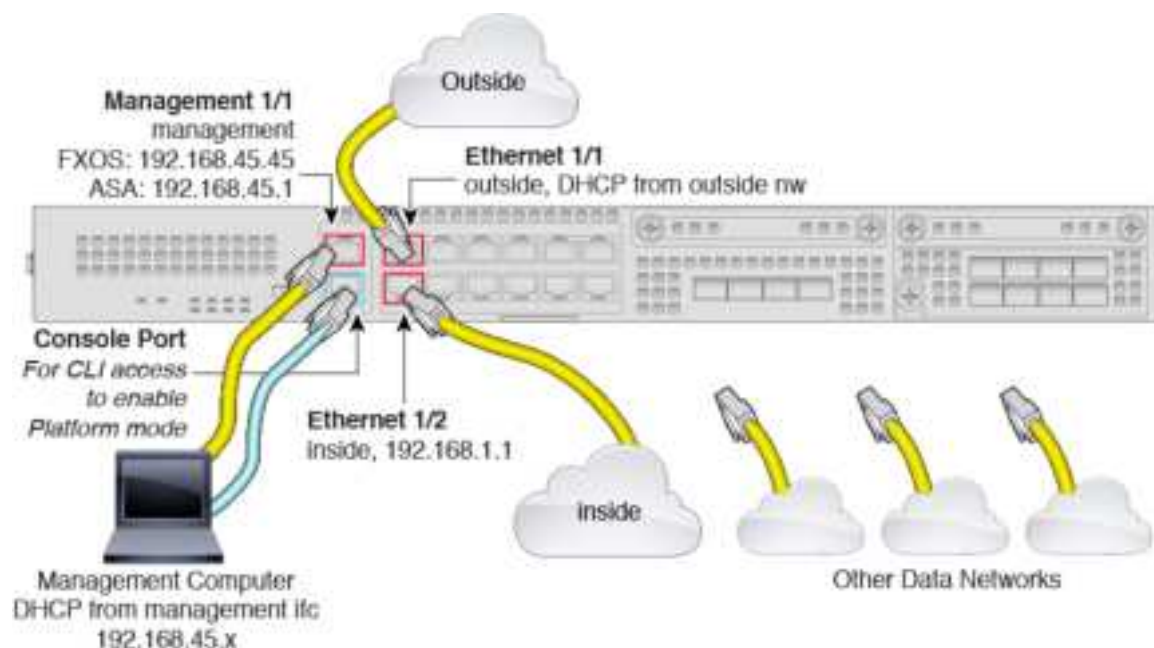 Outside
Management 1/1
management
FXOS: 192.168.45.45
ASA: 192.168.45.1
Ethernet 1/1
outside, DHCP from outside nw
Console Port
For CLI access
to enable
Platform mode
Ethernet 1/2
inside, 192.168.1.1
inside
Management Computer
DHCP from management ifc
192.168.45.x
Other Data Networks